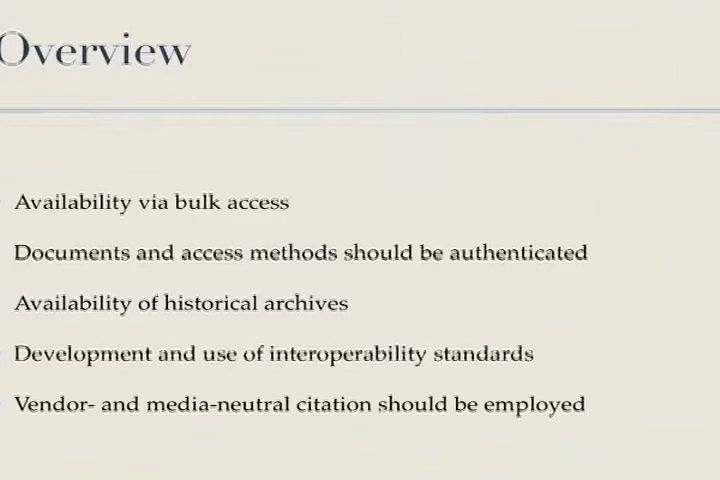 Overview
Availability via bulk access
Documents and access methods should be authenticated
Availability of historical archives
Development and use of interoperability standards
Vendor- and media-neutral citation should be employed